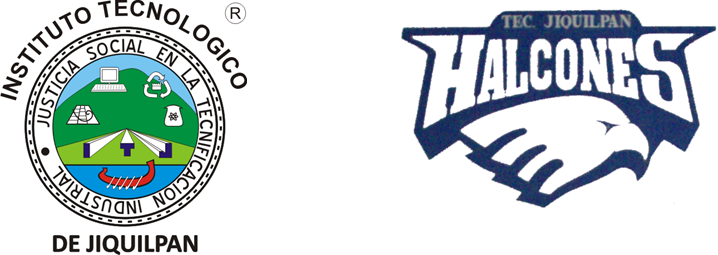 INSTITUTO TECNOLOGICO
®
JUSTICIA SOCIAL EN LA TECNIFICACION INDUSTRIAL
DE JIQUILPAN
TEC. JIQUILPAN
HALCONES